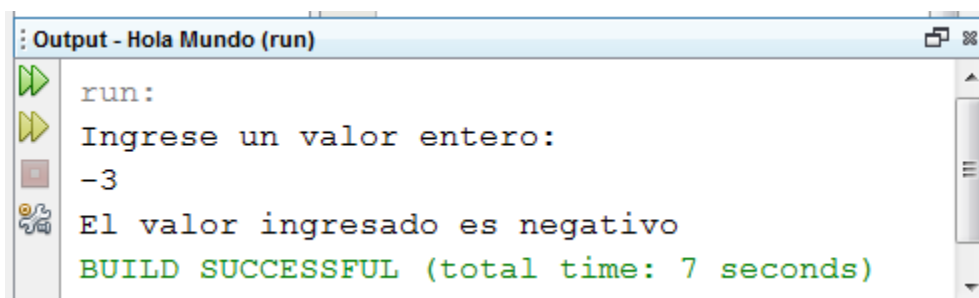 Output - Hola Mundo (run)
run:
Ingrese un valor entero:
-3
El valor ingresado es negativo
BUILD SUCCESSFUL (total time: 7 seconds)